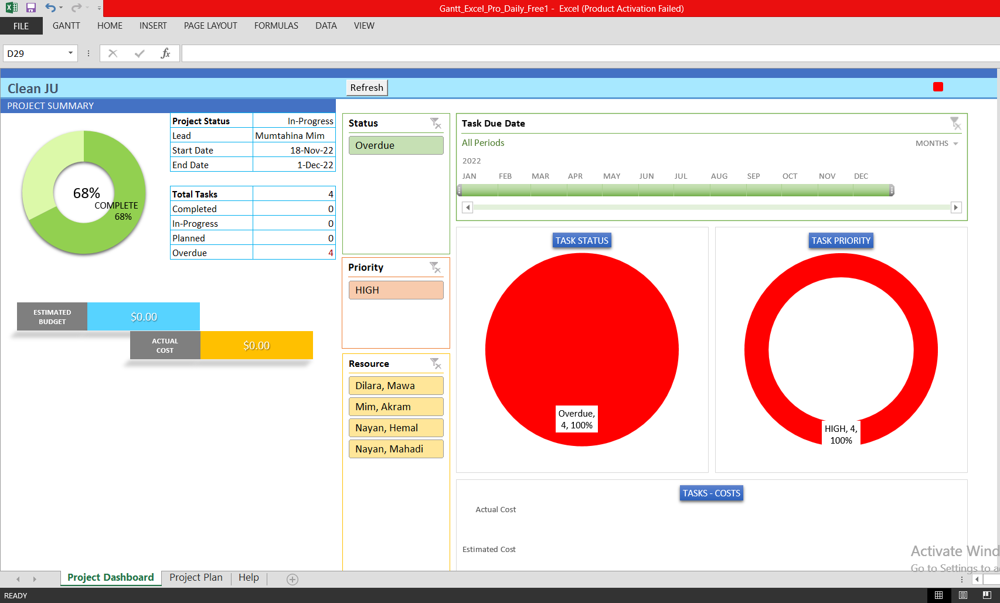 Gantt_Excel_Pro_Daily_Free1 - Excel (Product Activation Failed)
FILE GANTT HOME INSERT PAGE LAYOUT FORMULAS DATA VIEW
D29 fx
Clean JU Refresh
PROJECT SUMMARY
68%
COMPLETE
68%
Project Status In-Progress
Lead Mumtahina Mim
Start Date 18-Nov-22
End Date 1-Dec-22
Total Tasks 4
Completed 0
In-Progress 0
Planned 0
Overdue 4
ESTIMATED
BUDGET
$0.00
ACTUAL
COST
$0.00
Status
Overdue
Priority
HIGH
Resource
Dilara, Mawa
Mim, Akram
Nayan, Hemal
Nayan, Mahadi
Task Due Date
All Periods MONTHS
2022
JAN FEB MAR APR MAY JUN JUL AUG SEP OCT NOV DEC
TASK STATUS
Overdue,
4, 100%
TASK PRIORITY
HIGH, 4,
100%
TASKS - COSTS
Actual Cost
Estimated Cost
Activate Wind
Go to Settings to a
Project Dashboard Project Plan Help
READY